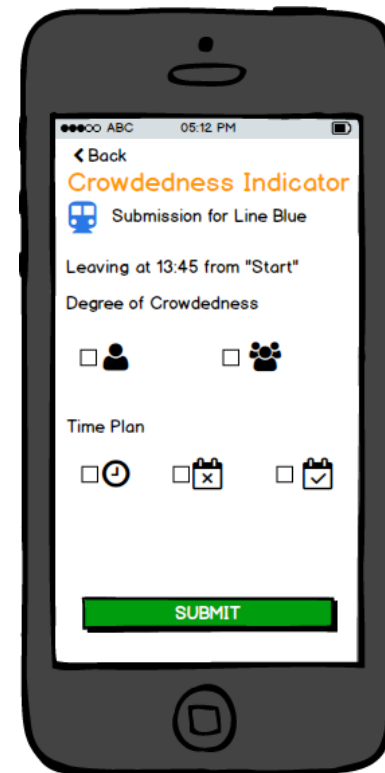 ABC 05:12 PM
Back
Crowdedness Indicator
Submission for Line Blue
Leaving at 13:45 from "Start"
Degree of Crowdedness
Time Plan
SUBMIT